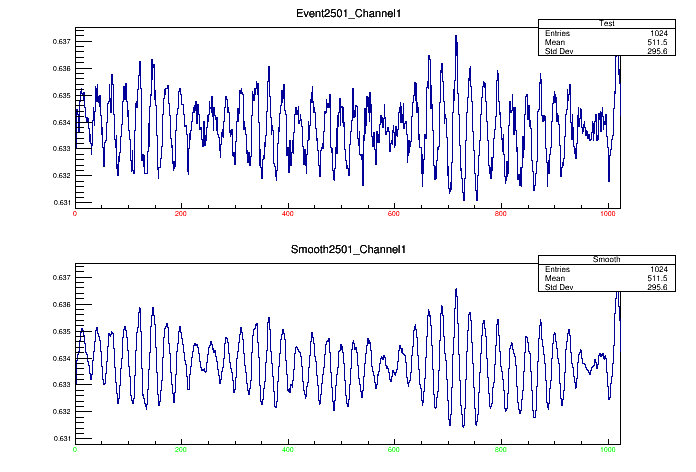 Event2501_Channel1
Test
Entries 1024
Mean 511.5
Std Dev 295.6
0.637
0.636
0.635
0.634
0.633
0.632
0.631
0 200 400 600 800 1000
Smooth2501_Channel1
Smooth
Entries 1024
Mean 511.5
Std Dev 295.6
0.637
0.636
0.635
0.634
0.633
0.632
0.631
0 200 400 600 800 1000